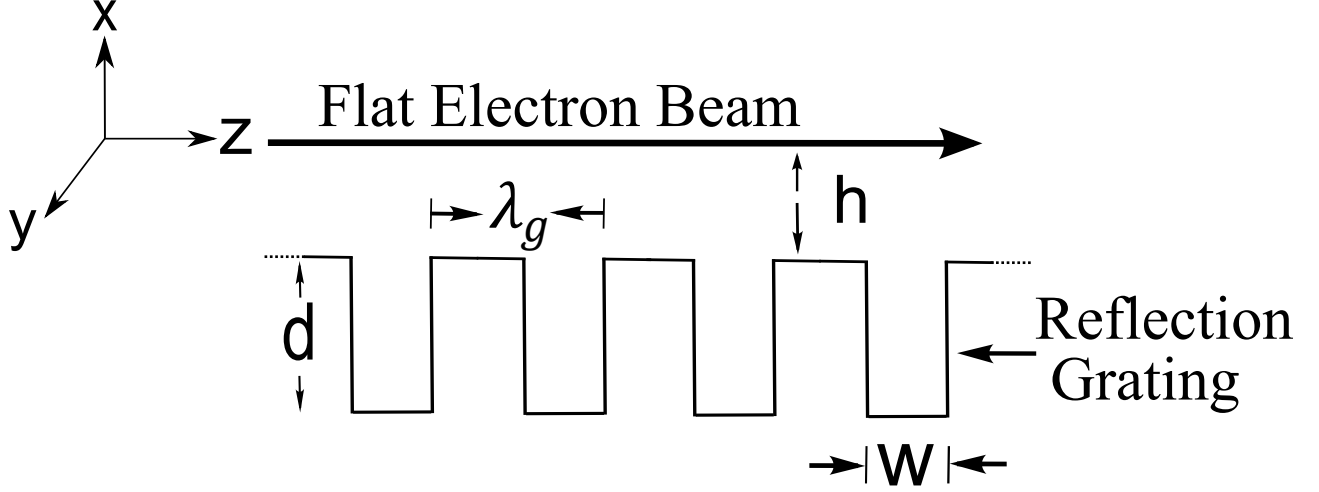 x
Flat Electron Beam
z
λg
h
y
d
Reflection
Grating
w